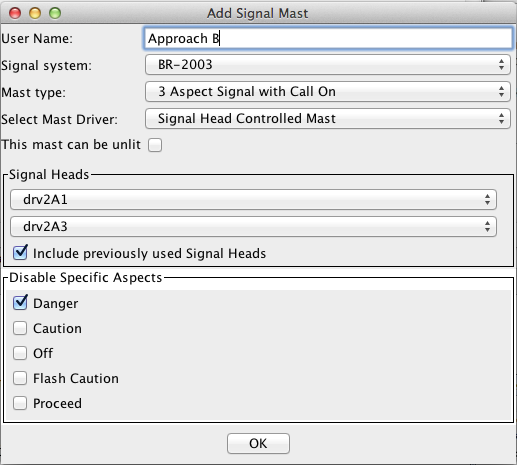 Add Signal Mast
User Name: Approach B
Signal system: BR-2003
Mast type: 3 Aspect Signal with Call On
Select Mast Driver: Signal Head Controlled Mast
This mast can be unlit
Signal Heads
drv2A1
drv2A3
Include previously used Signal Heads
Disable Specific Aspects
Danger
Caution
Off
Flash Caution
Proceed
OK